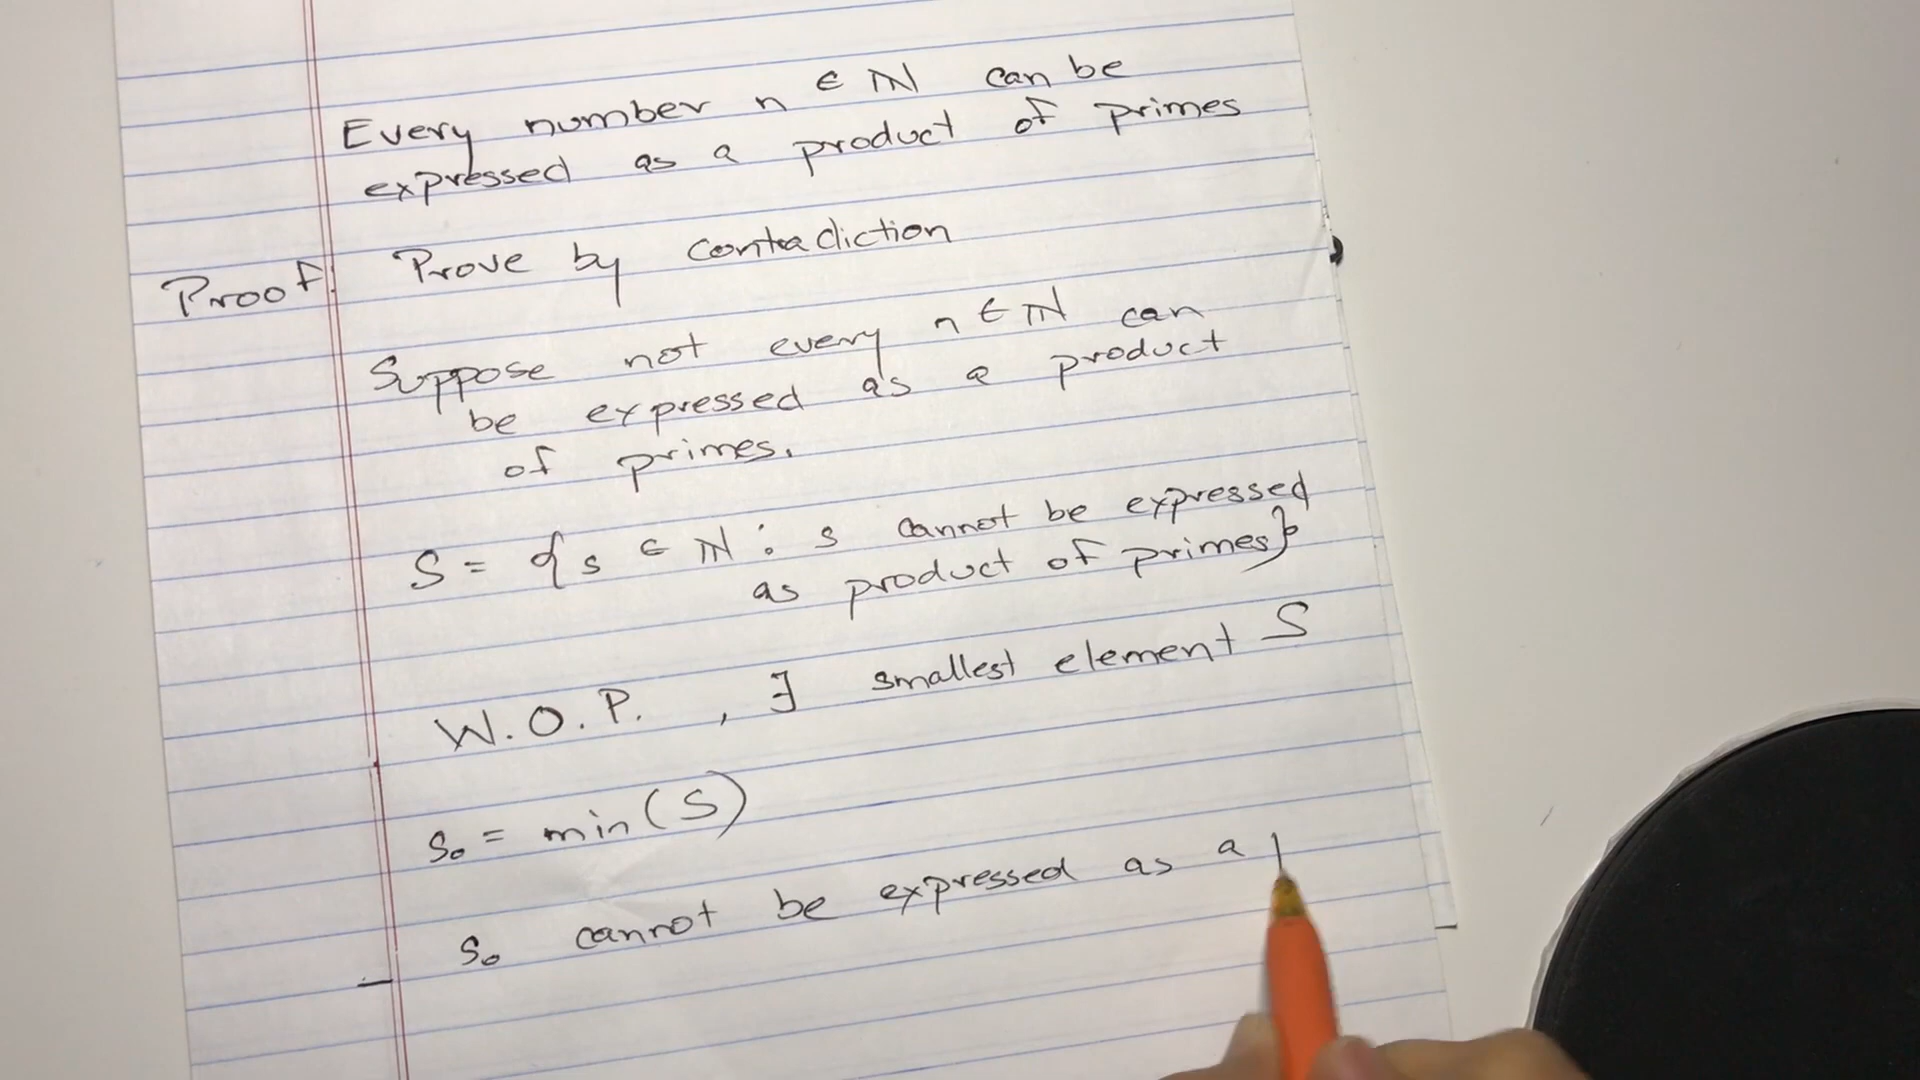 Every number n ∈ ℕ can be
expressed as a product of primes
Proof: Prove by contradiction
Suppose not every n ∈ ℕ can
be expressed as a product
of primes.
S = {s ∈ ℕ : s cannot be expressed
as product of primes}
W.O.P. , ∃ smallest element S
s₀ = min(S)
s₀ cannot be expressed as a